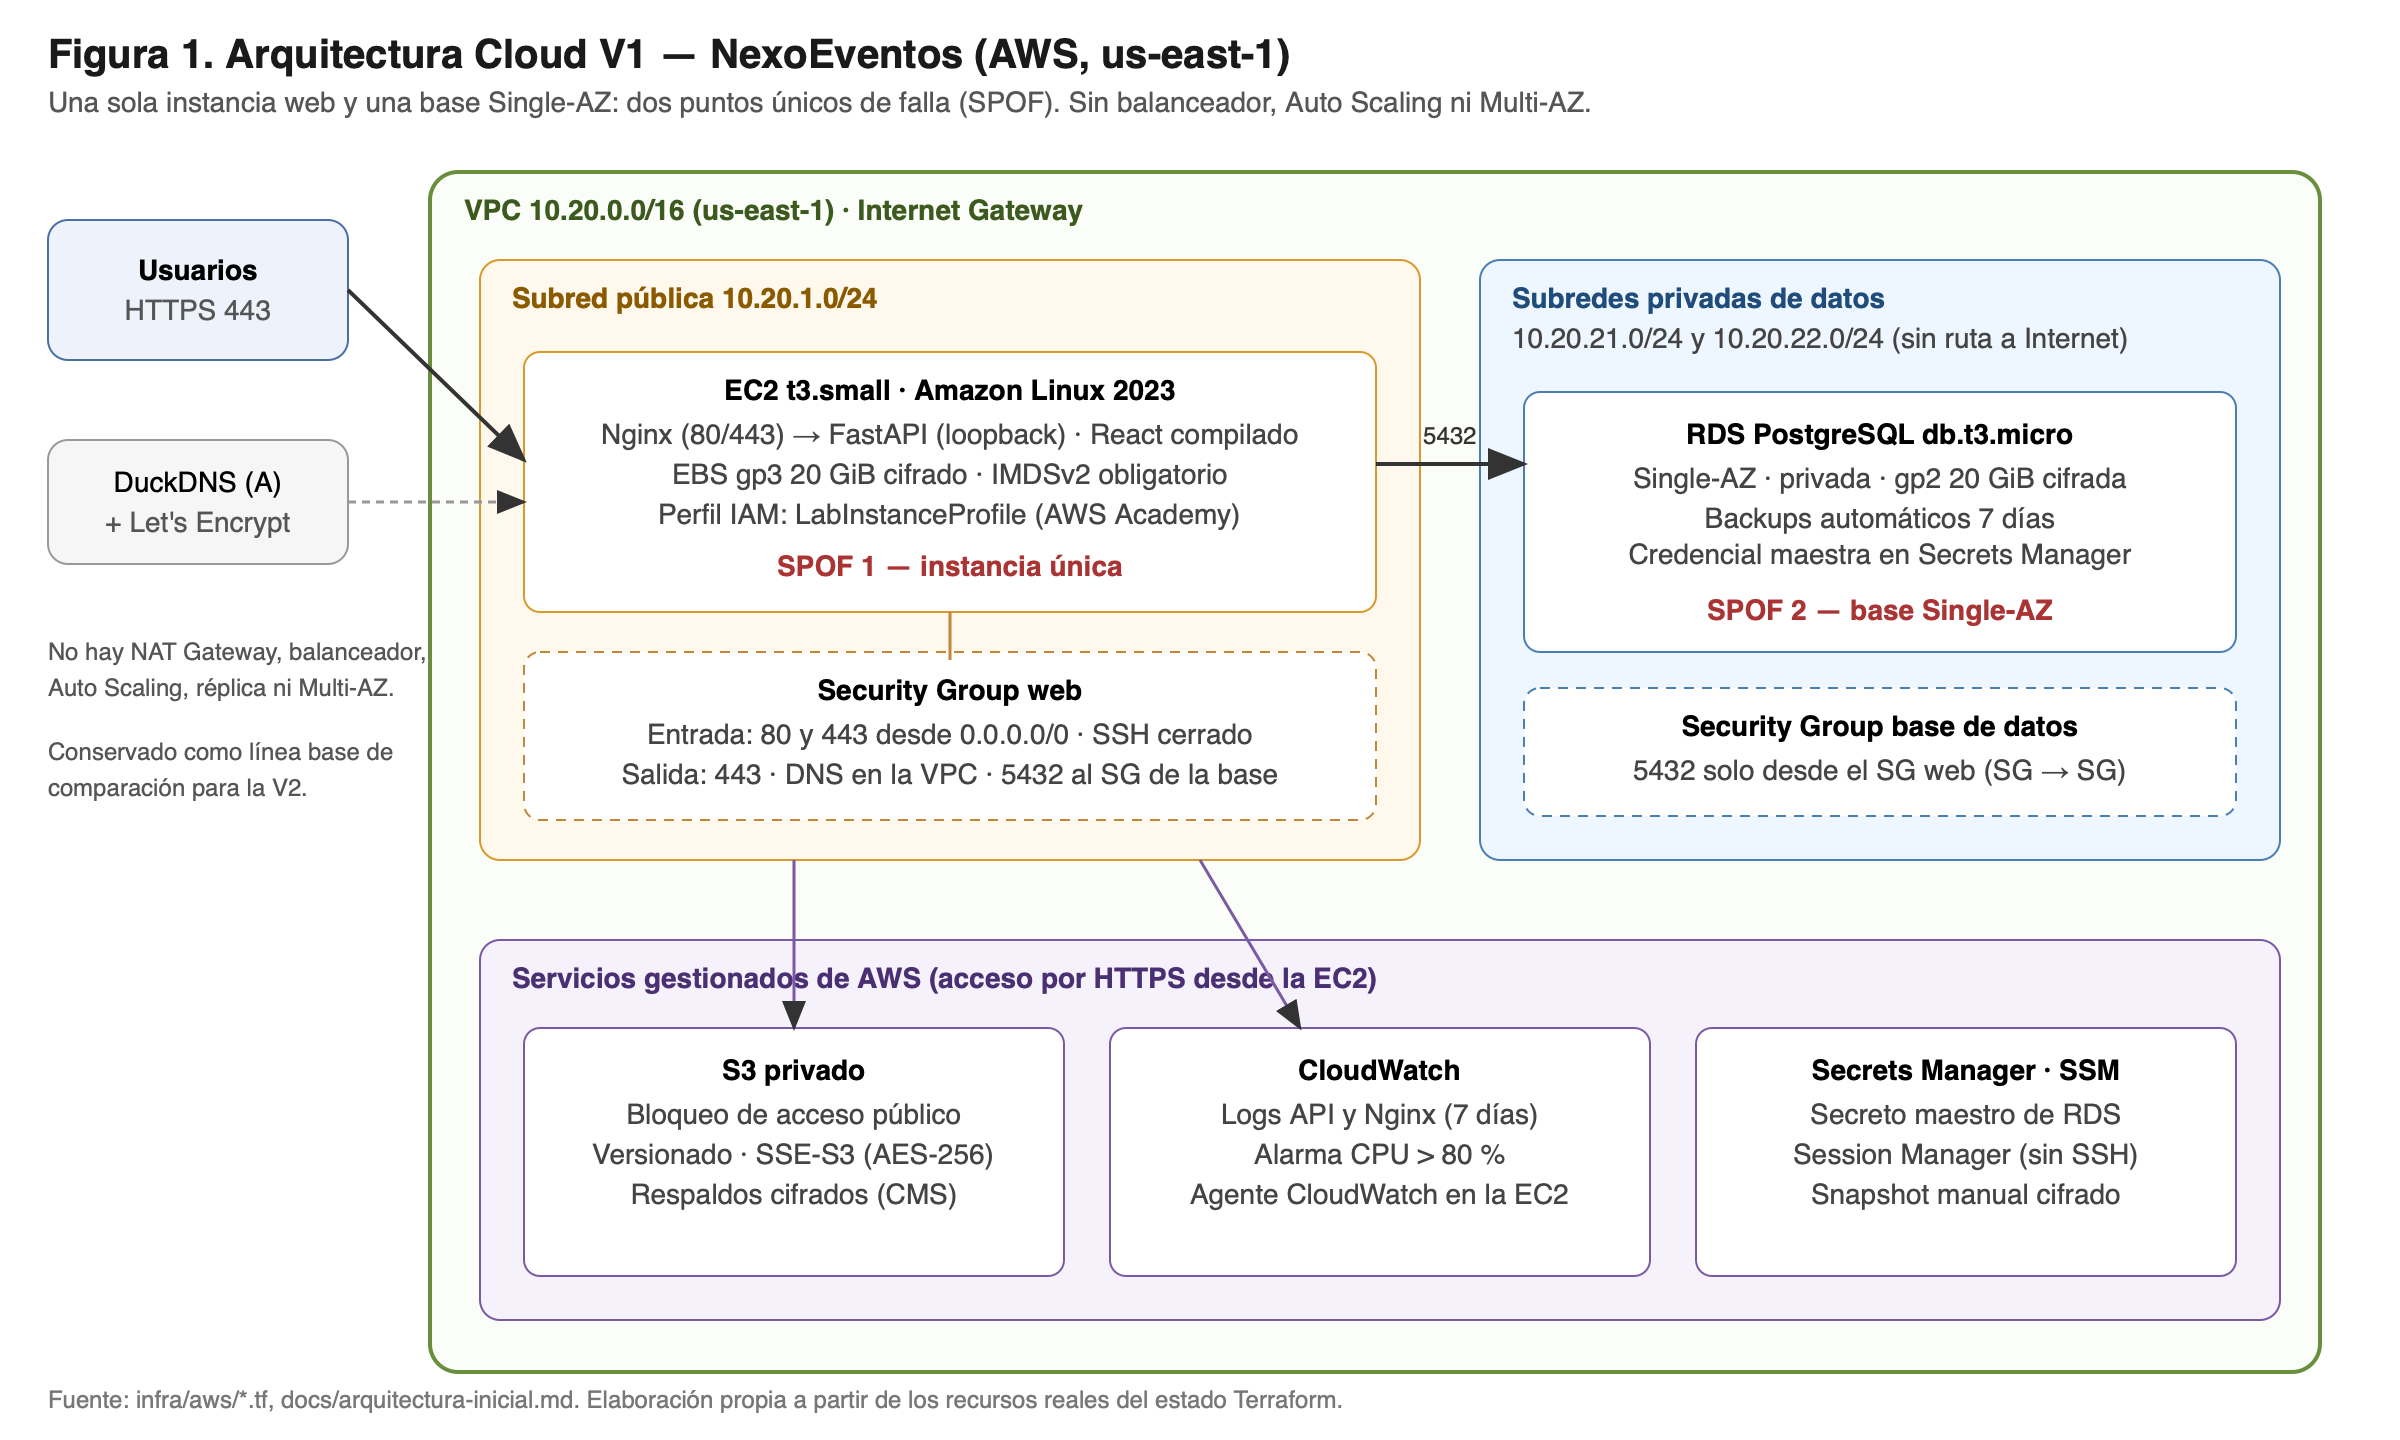 Figura 1. Arquitectura Cloud V1 — NexoEventos (AWS, us-east-1)
Una sola instancia web y una base Single-AZ: dos puntos únicos de falla (SPOF). Sin balanceador, Auto Scaling ni Multi-AZ.
Usuarios
HTTPS 443
DuckDNS (A)
+ Let's Encrypt
No hay NAT Gateway, balanceador,
Auto Scaling, réplica ni Multi-AZ.
Conservado como línea base de
comparación para la V2.
VPC 10.20.0.0/16 (us-east-1) · Internet Gateway
Subred pública 10.20.1.0/24
EC2 t3.small · Amazon Linux 2023
Nginx (80/443) → FastAPI (loopback) · React compilado
EBS gp3 20 GiB cifrado · IMDSv2 obligatorio
Perfil IAM: LabInstanceProfile (AWS Academy)
SPOF 1 — instancia única
Security Group web
Entrada: 80 y 443 desde 0.0.0.0/0 · SSH cerrado
Salida: 443 · DNS en la VPC · 5432 al SG de la base
5432
Subredes privadas de datos
10.20.21.0/24 y 10.20.22.0/24 (sin ruta a Internet)
RDS PostgreSQL db.t3.micro
Single-AZ · privada · gp2 20 GiB cifrada
Backups automáticos 7 días
Credencial maestra en Secrets Manager
SPOF 2 — base Single-AZ
Security Group base de datos
5432 solo desde el SG web (SG → SG)
Servicios gestionados de AWS (acceso por HTTPS desde la EC2)
S3 privado
Bloqueo de acceso público
Versionado · SSE-S3 (AES-256)
Respaldos cifrados (CMS)
CloudWatch
Logs API y Nginx (7 días)
Alarma CPU > 80 %
Agente CloudWatch en la EC2
Secrets Manager · SSM
Secreto maestro de RDS
Session Manager (sin SSH)
Snapshot manual cifrado
Fuente: infra/aws/*.tf, docs/arquitectura-inicial.md. Elaboración propia a partir de los recursos reales del estado Terraform.